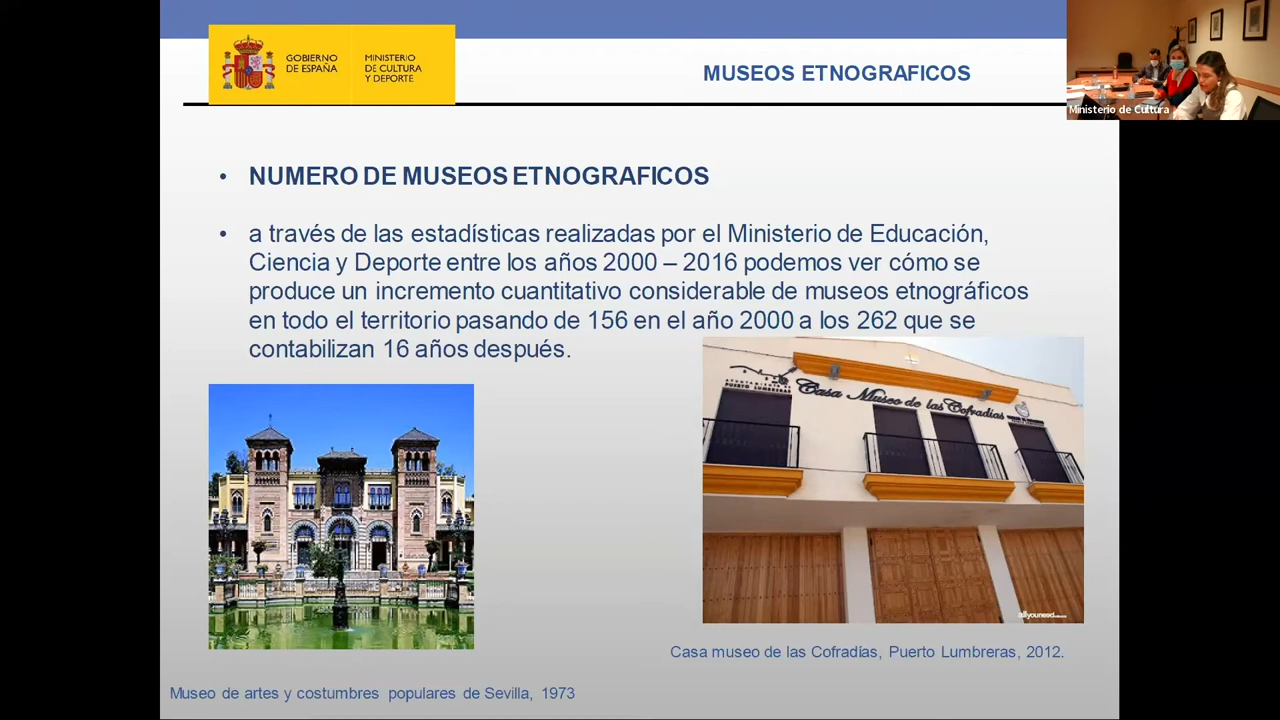 GOBIERNO
DE ESPAÑA
MINISTERIO
DE CULTURA
Y DEPORTE
MUSEOS ETNOGRAFICOS
Ministerio de Cultura
• NUMERO DE MUSEOS ETNOGRAFICOS
• a través de las estadísticas realizadas por el Ministerio de Educación,
Ciencia y Deporte entre los años 2000 – 2016 podemos ver cómo se
produce un incremento cuantitativo considerable de museos etnográficos
en todo el territorio pasando de 156 en el año 2000 a los 262 que se
contabilizan 16 años después.
AYUNTAMIENTO DE
PUERTO LUMBRERAS
Casa Museo de las Cofradías
Casa museo de las Cofradías, Puerto Lumbreras, 2012.
Museo de artes y costumbres populares de Sevilla, 1973